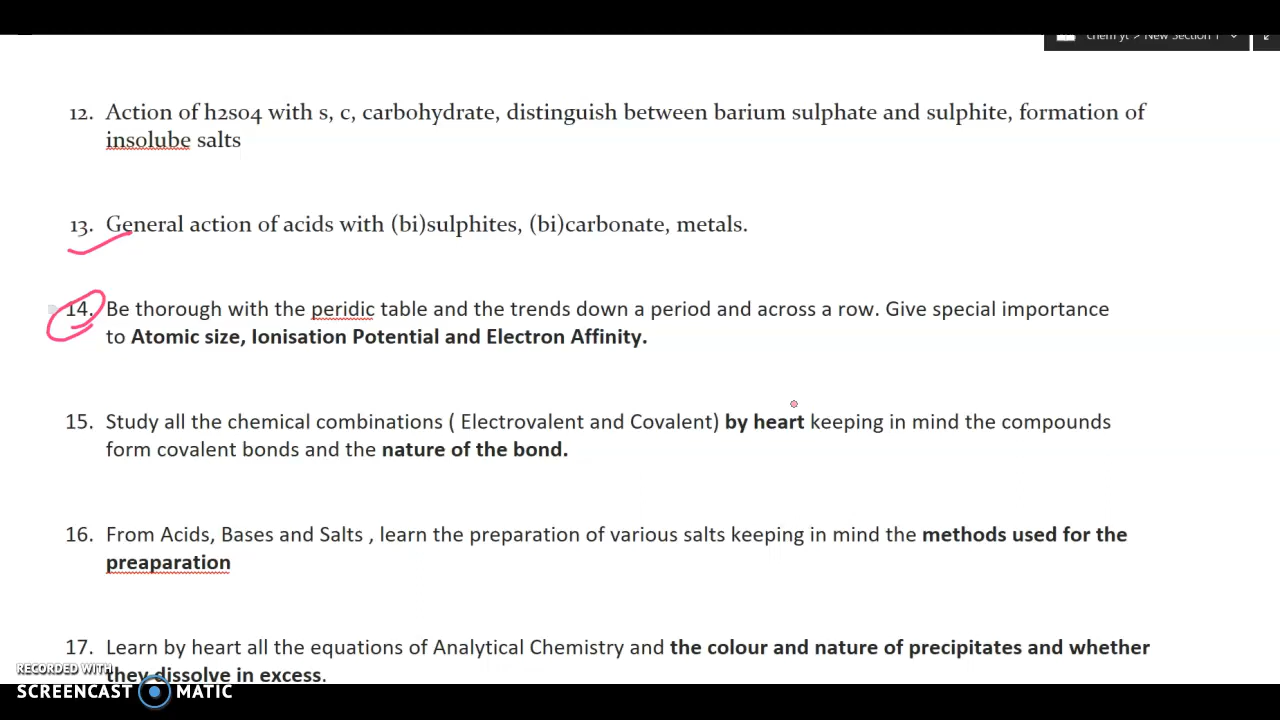 chem yt > New Section 1
12. Action of h2so4 with s, c, carbohydrate, distinguish between barium sulphate and sulphite, formation of
insolube salts
13. General action of acids with (bi)sulphites, (bi)carbonate, metals.
14. Be thorough with the peridic table and the trends down a period and across a row. Give special importance
to Atomic size, Ionisation Potential and Electron Affinity.
15. Study all the chemical combinations ( Electrovalent and Covalent) by heart keeping in mind the compounds
form covalent bonds and the nature of the bond.
16. From Acids, Bases and Salts , learn the preparation of various salts keeping in mind the methods used for the
preaparation
17. Learn by heart all the equations of Analytical Chemistry and the colour and nature of precipitates and whether
they dissolve in excess.
RECORDED WITH
SCREENCAST MATIC